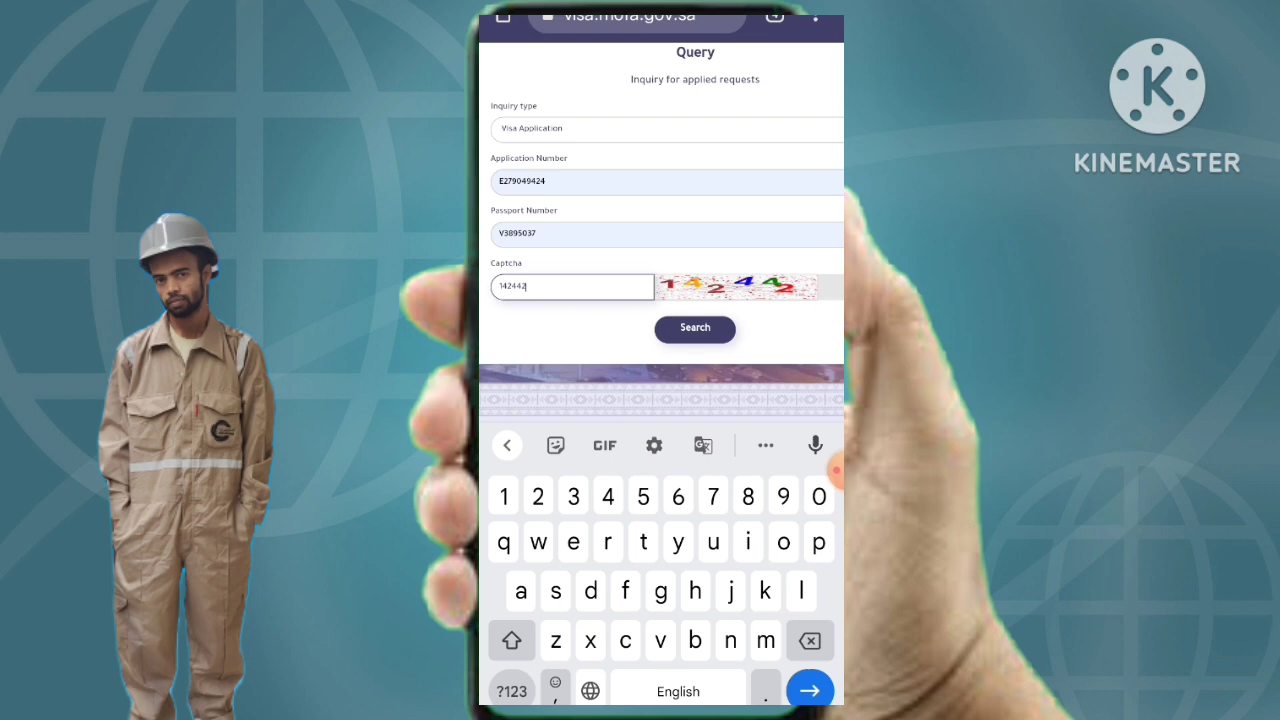 visa.mofa.gov.sa
Query
Inquiry for applied requests
Inquiry type
Visa Application
Application Number
E279049424
Passport Number
V3895037
Captcha
142442
142442
Search
GIF
1 2 3 4 5 6 7 8 9 0
q w e r t y u i o p
a s d f g h j k l
z x c v b n m
?123 , English .
K
KINEMASTER